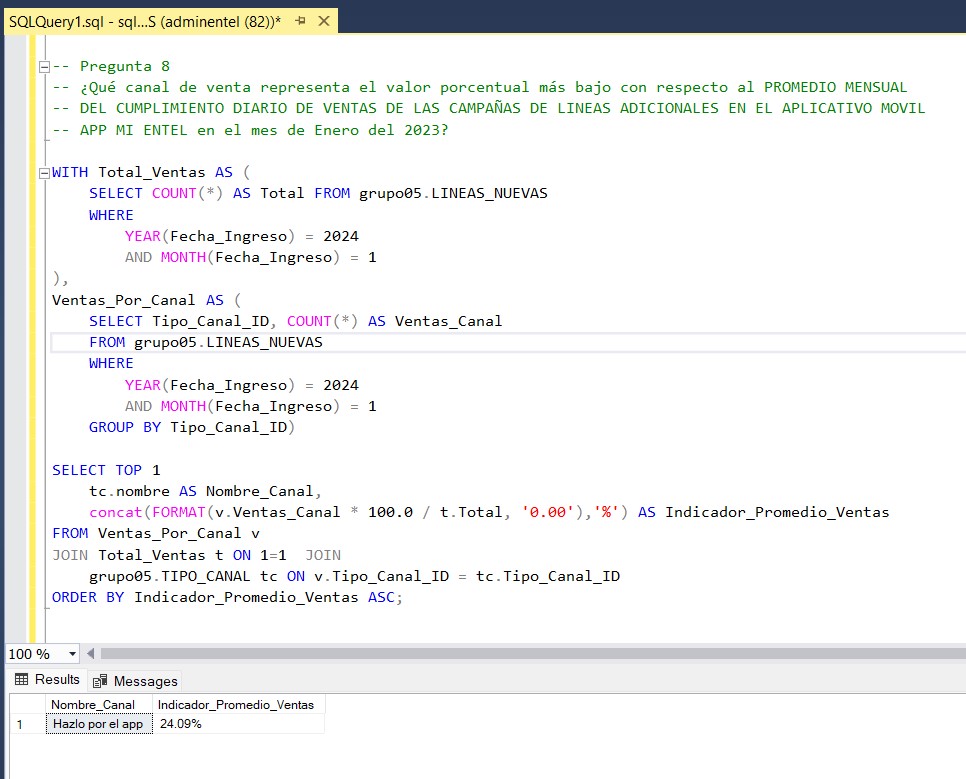 SQLQuery1.sql - sql...S (adminentel (82))*
-- Pregunta 8
-- ¿Qué canal de venta representa el valor porcentual más bajo con respecto al PROMEDIO MENSUAL
-- DEL CUMPLIMIENTO DIARIO DE VENTAS DE LAS CAMPAÑAS DE LINEAS ADICIONALES EN EL APLICATIVO MOVIL
-- APP MI ENTEL en el mes de Enero del 2023?
WITH Total_Ventas AS (
SELECT COUNT(*) AS Total FROM grupo05.LINEAS_NUEVAS
WHERE
YEAR(Fecha_Ingreso) = 2024
AND MONTH(Fecha_Ingreso) = 1
),
Ventas_Por_Canal AS (
SELECT Tipo_Canal_ID, COUNT(*) AS Ventas_Canal
FROM grupo05.LINEAS_NUEVAS
WHERE
YEAR(Fecha_Ingreso) = 2024
AND MONTH(Fecha_Ingreso) = 1
GROUP BY Tipo_Canal_ID)
SELECT TOP 1
tc.nombre AS Nombre_Canal,
concat(FORMAT(v.Ventas_Canal * 100.0 / t.Total, '0.00'),'%') AS Indicador_Promedio_Ventas
FROM Ventas_Por_Canal v
JOIN Total_Ventas t ON 1=1 JOIN
grupo05.TIPO_CANAL tc ON v.Tipo_Canal_ID = tc.Tipo_Canal_ID
ORDER BY Indicador_Promedio_Ventas ASC;
100 %
Results Messages
Nombre_Canal Indicador_Promedio_Ventas
1 Hazlo por el app 24.09%